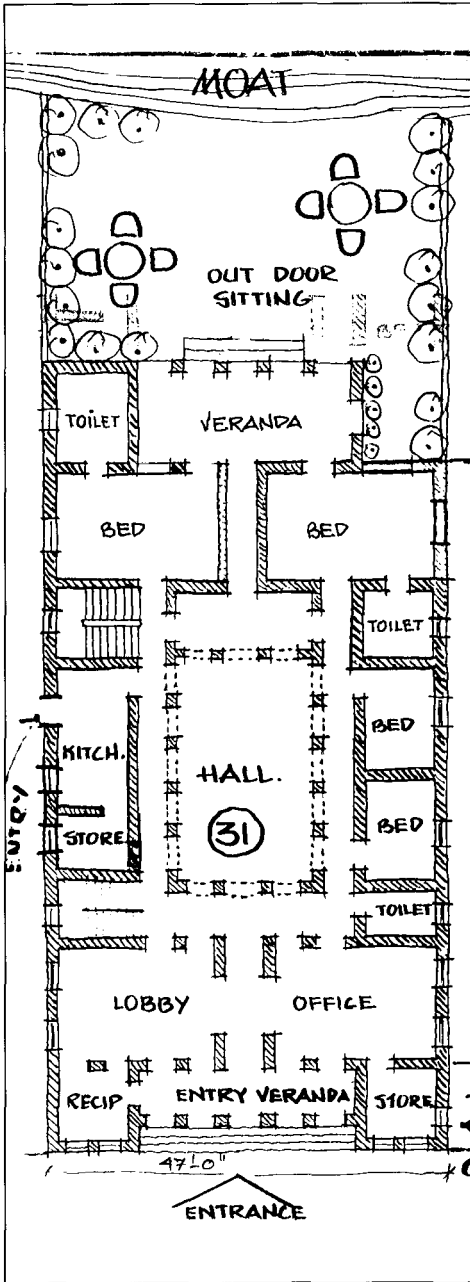 MOAT
OUT DOOR
SITTING
TOILET
VERANDA
BED
BED
TOILET
KITCH.
BED
HALL.
ENTRY
31
STORE
BED
TOILET
LOBBY
OFFICE
RECIP
ENTRY VERANDA
STORE
47'-0"
ENTRANCE